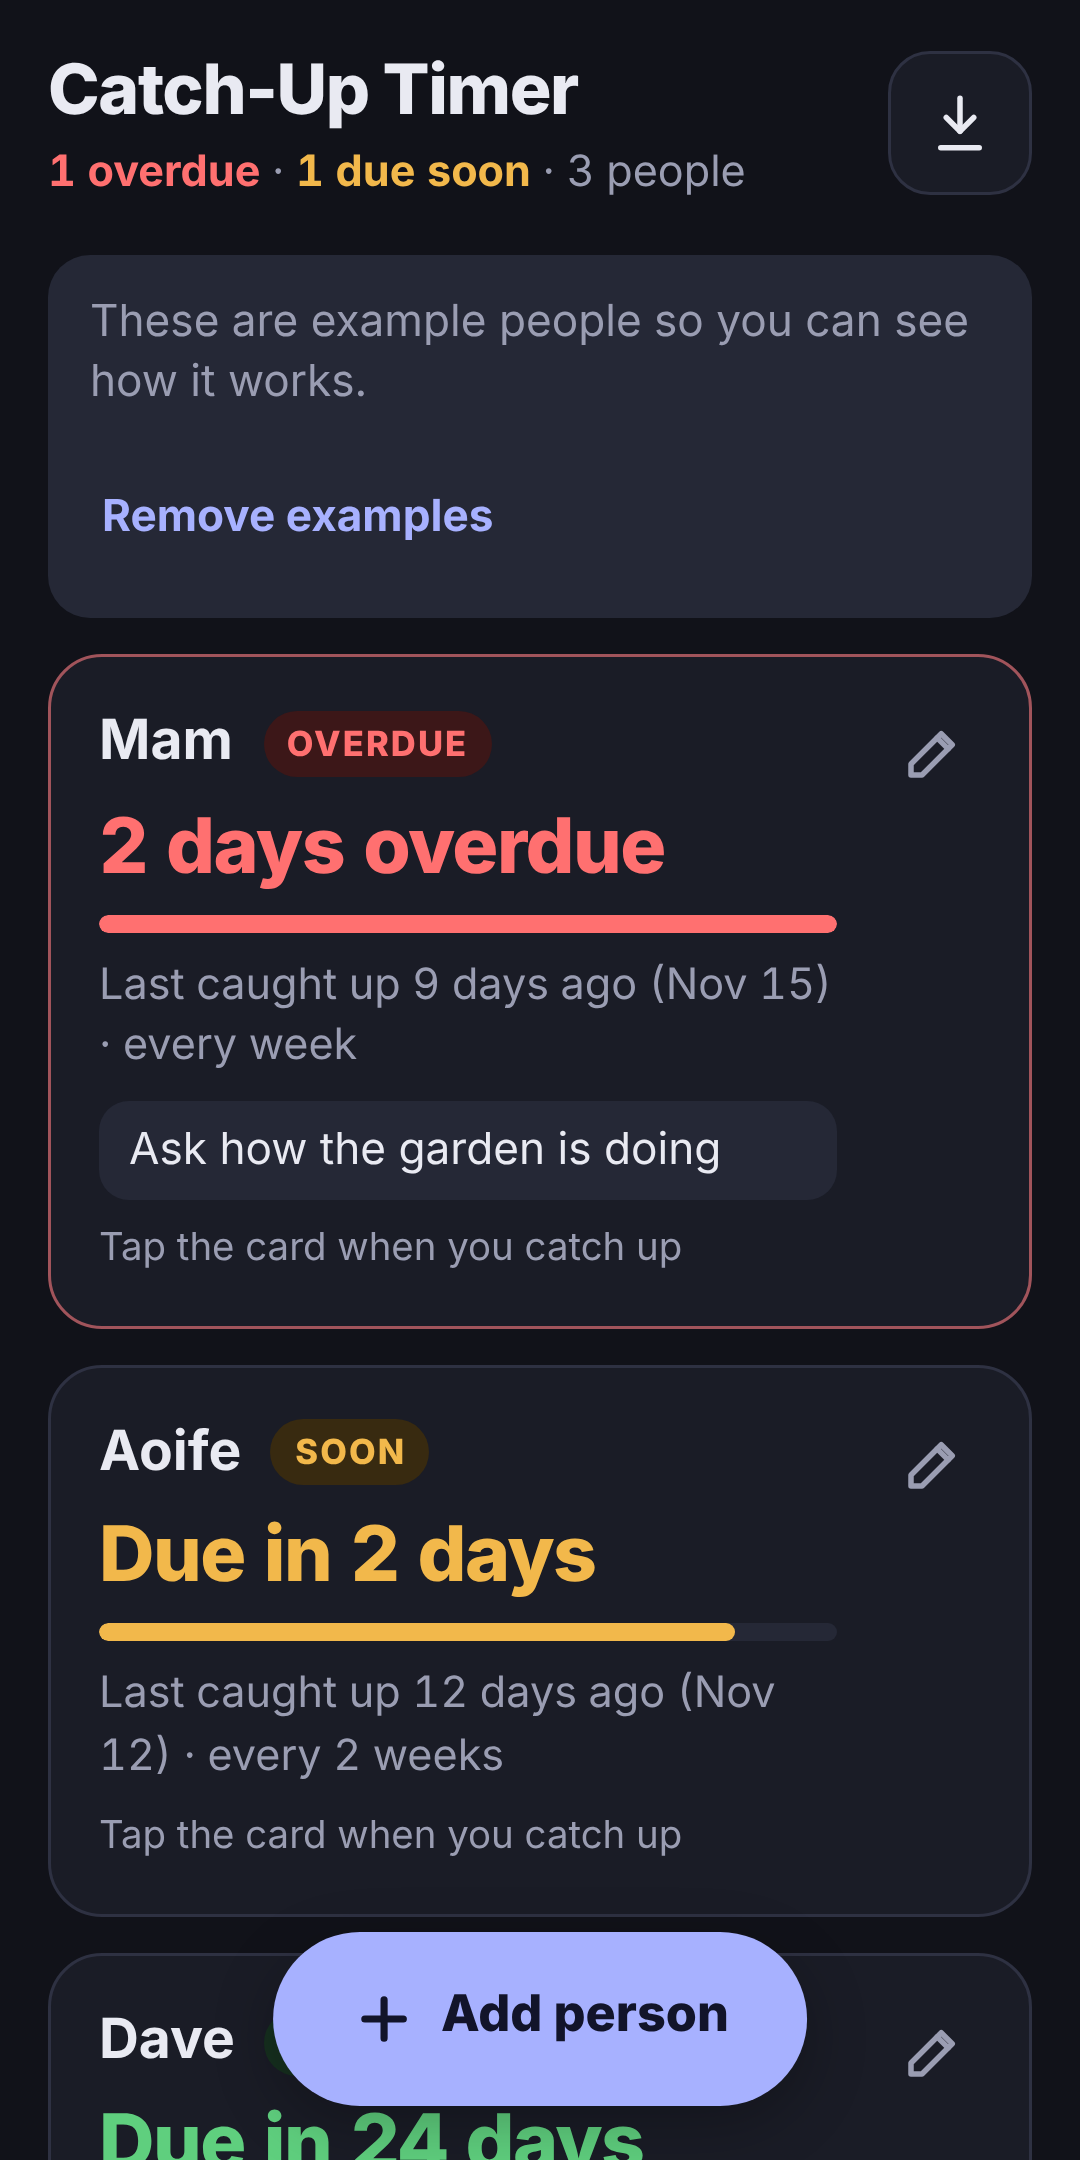 Catch-Up Timer
1 overdue · 1 due soon · 3 people
These are example people so you can see
how it works.
Remove examples
Mam OVERDUE
2 days overdue
Last caught up 9 days ago (Nov 15)
· every week
Ask how the garden is doing
Tap the card when you catch up
Aoife SOON
Due in 2 days
Last caught up 12 days ago (Nov
12) · every 2 weeks
Tap the card when you catch up
Dave
+ Add person
Due in 24 days